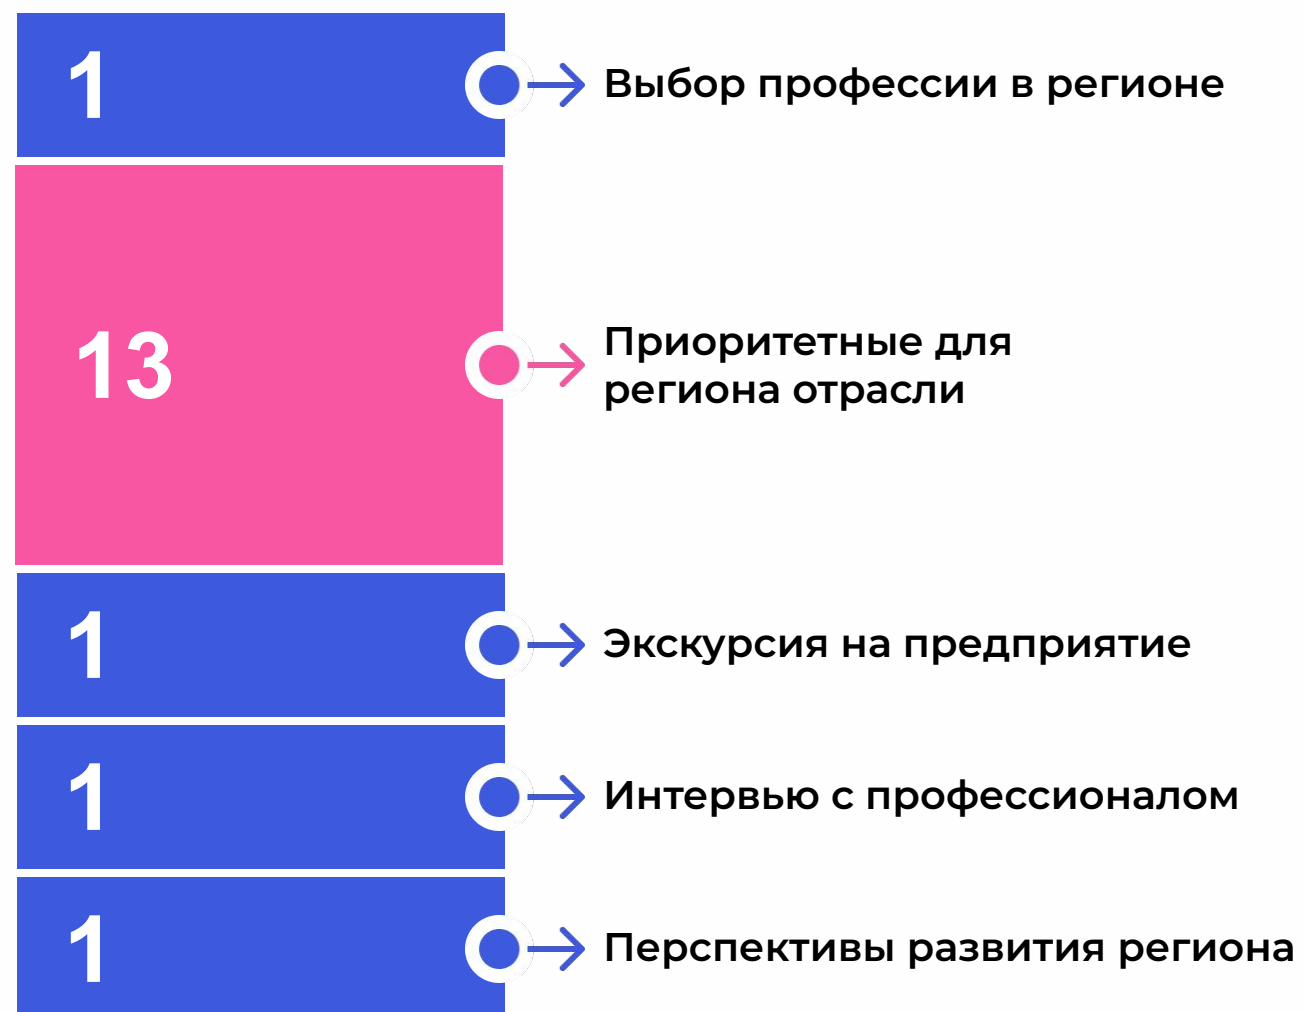 1
Выбор профессии в регионе
13
Приоритетные для
региона отрасли
1
Экскурсия на предприятие
1
Интервью с профессионалом
1
Перспективы развития региона